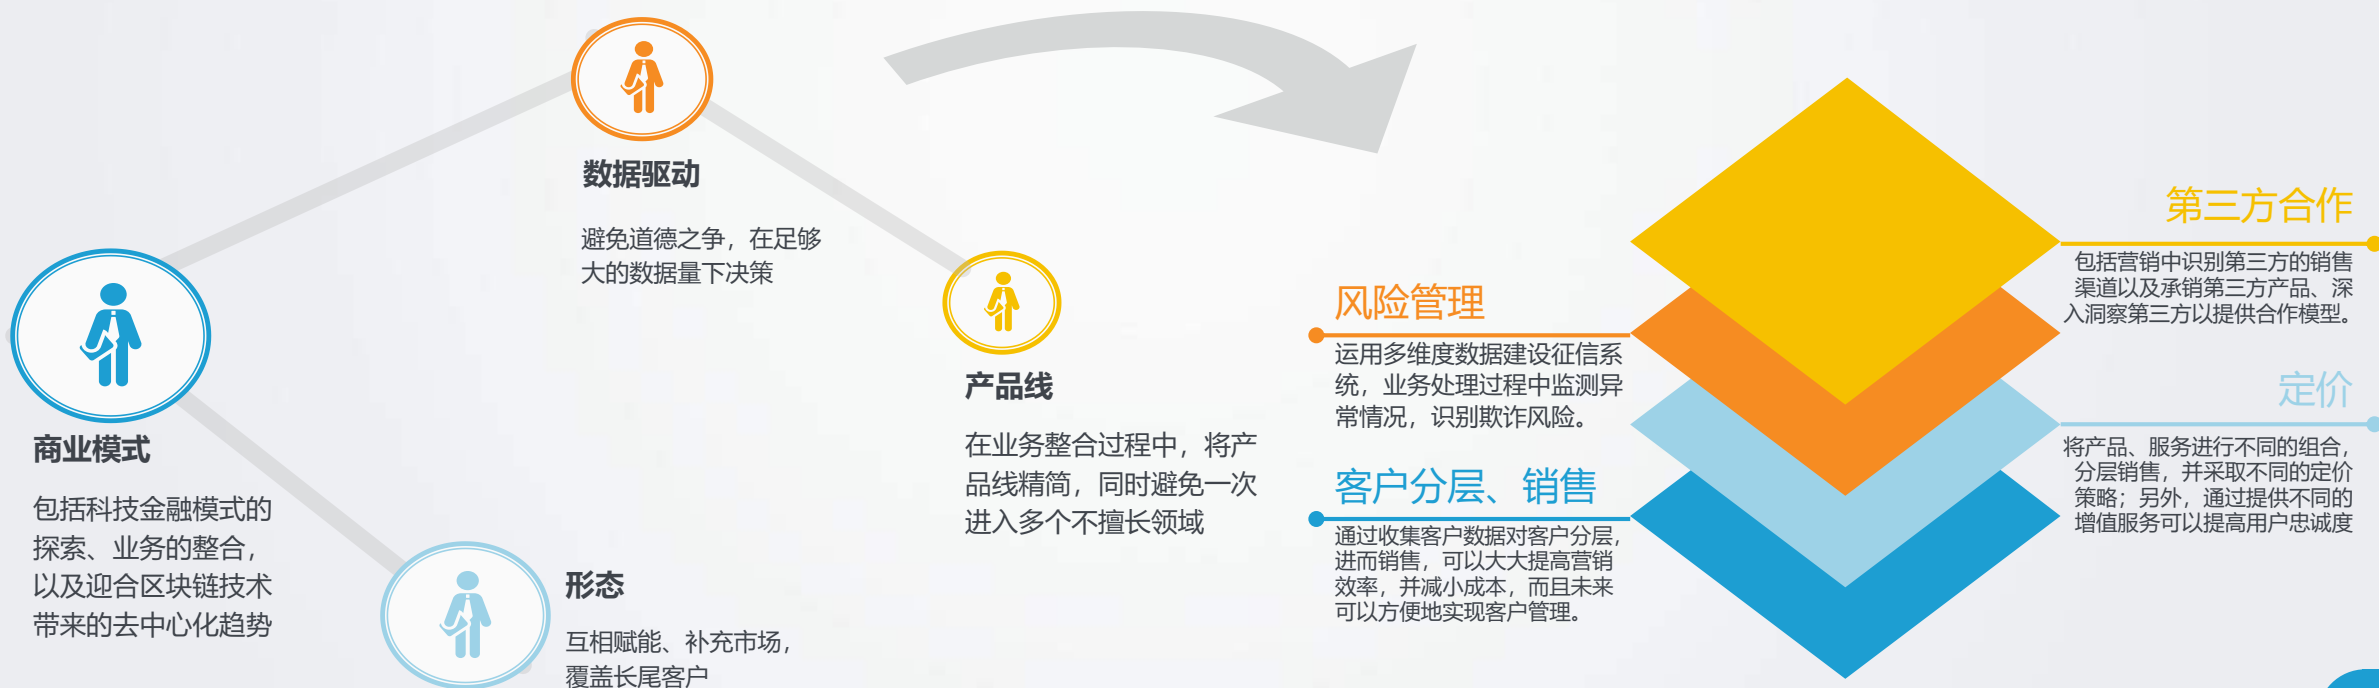 数据驱动
避免道德之争，在足够
大的数据量下决策
商业模式
包括科技金融模式的
探索、业务的整合，
以及迎合区块链技术
带来的去中心化趋势
形态
互相赋能、补充市场，
覆盖长尾客户
产品线
在业务整合过程中，将产
品线精简，同时避免一次
进入多个不擅长领域
风险管理
运用多维度数据建设征信系
统，业务处理过程中监测异
常情况，识别欺诈风险。
客户分层、销售
通过收集客户数据对客户分层，
进而销售，可以大大提高营销
效率，并减小成本，而且未来
可以方便地实现客户管理。
第三方合作
包括营销中识别第三方的销售
渠道以及承销第三方产品、深
入洞察第三方以提供合作模型。
定价
将产品、服务进行不同的组合，
分层销售，并采取不同的定价
策略；另外，通过提供不同的
增值服务可以提高用户忠诚度